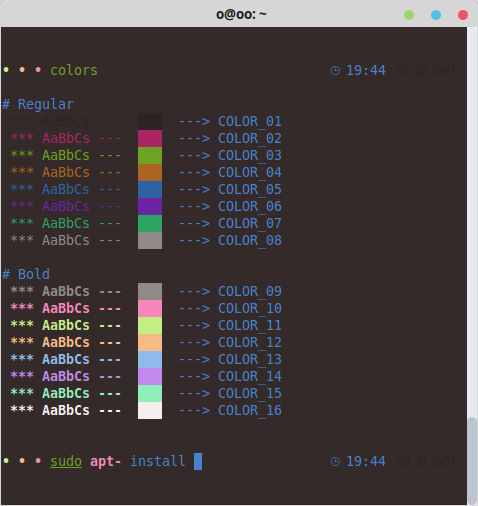 o@oo: ~
• • • colors 19:44 |o @ oo|
# Regular
*** AaBbCs --- ---> COLOR_01
*** AaBbCs --- ---> COLOR_02
*** AaBbCs --- ---> COLOR_03
*** AaBbCs --- ---> COLOR_04
*** AaBbCs --- ---> COLOR_05
*** AaBbCs --- ---> COLOR_06
*** AaBbCs --- ---> COLOR_07
*** AaBbCs --- ---> COLOR_08
# Bold
*** AaBbCs --- ---> COLOR_09
*** AaBbCs --- ---> COLOR_10
*** AaBbCs --- ---> COLOR_11
*** AaBbCs --- ---> COLOR_12
*** AaBbCs --- ---> COLOR_13
*** AaBbCs --- ---> COLOR_14
*** AaBbCs --- ---> COLOR_15
*** AaBbCs --- ---> COLOR_16
• • • sudo apt- install 19:44 |o @ oo|